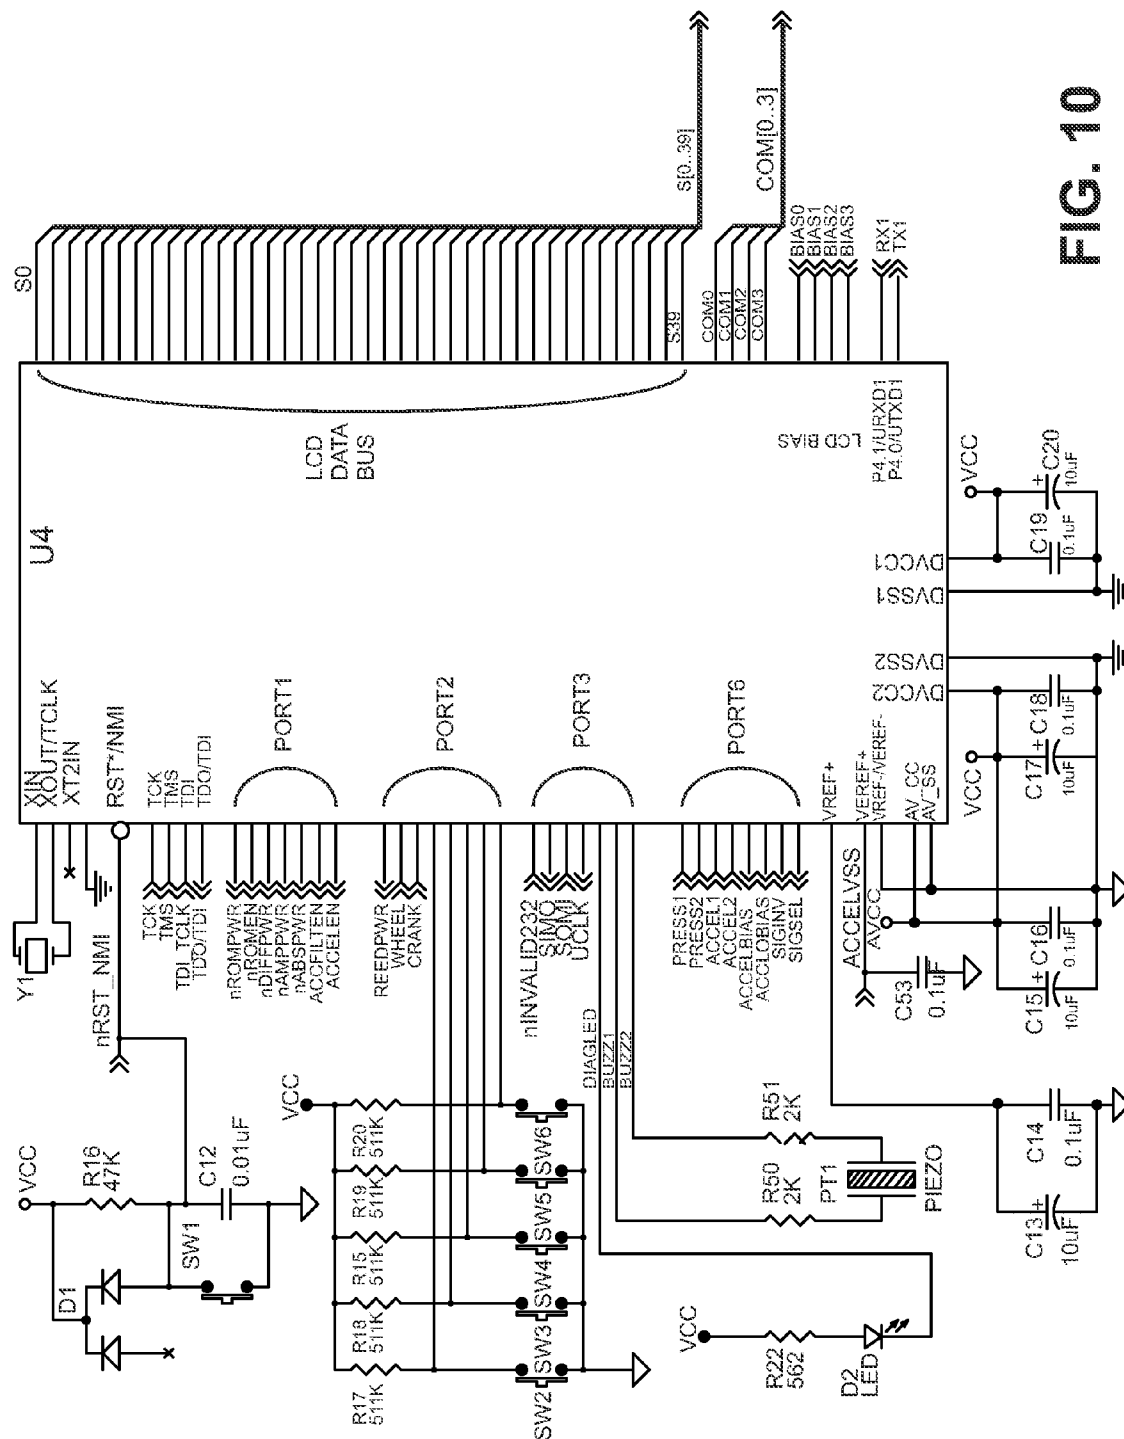 S0
S[0..39]
COM[0..3]
S39
COM0
COM1
COM2
COM3
BIAS0
BIAS1
BIAS2
BIAS3
RX1
TX1
FIG. 10
U4
LCD
DATA
BUS
LCD BIAS
P4.1/URXD1
P4.0/UTXD1
DVCC1
DVSS1
DVSS2
DVCC2
XIN
XOUT/TCLK
XT2IN
RST*/NMI
TCK
TMS
TDI
TDO/TDI
PORT1
PORT2
PORT3
PORT6
VREF+
VEREF+
VREF-/VEREF-
AV_CC
AV_SS
VCC
C20
10uF
+
C19
0.1uF
VCC
C18
0.1uF
C17
+
10uF
Y1
nRST_NMI
TCK
TMS
TDI_TCLK
TDO/TDI
nROMPWR
nROMEN
nDIFFPWR
nAMPPWR
nABSPWR
ACCFILTEN
ACCELEN
REEDPWR
WHEEL
CRANK
nINVALID232
SIMO
SOMI
UCLK
DIAGLED
BUZZ1
BUZZ2
PRESS1
PRESS2
ACCEL1
ACCEL2
ACCELBIAS
ACCLOBIAS
SIGINV
SIGSEL
ACCELVSS
AVCC
C53
0.1uF
C16
0.1uF
C15
+
10uF
VCC
R16
47K
C12
0.01uF
SW1
D1
VCC
R20
511K
R19
511K
R15
511K
R18
511K
R17
511K
SW6
SW5
SW4
SW3
SW2
R51
2K
R50
2K
PT1
PIEZO
VCC
R22
562
D2
LED
C14
0.1uF
C13
+
10uF